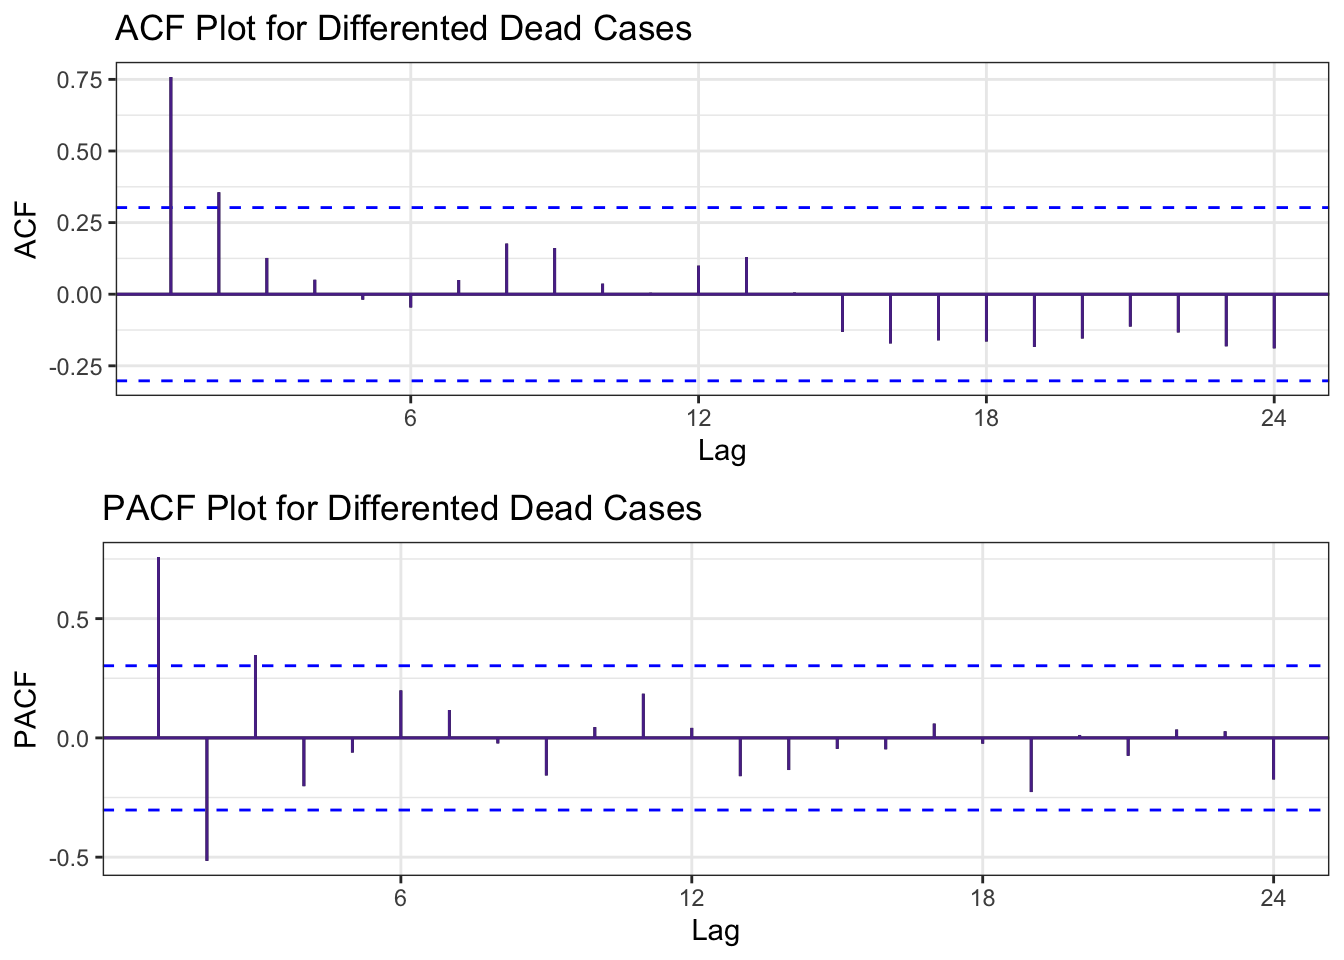 ACF Plot for Differented Dead Cases
0.75
0.50
0.25
0.00
-0.25
ACF
6 12 18 24
Lag
PACF Plot for Differented Dead Cases
0.5
0.0
-0.5
PACF
6 12 18 24
Lag